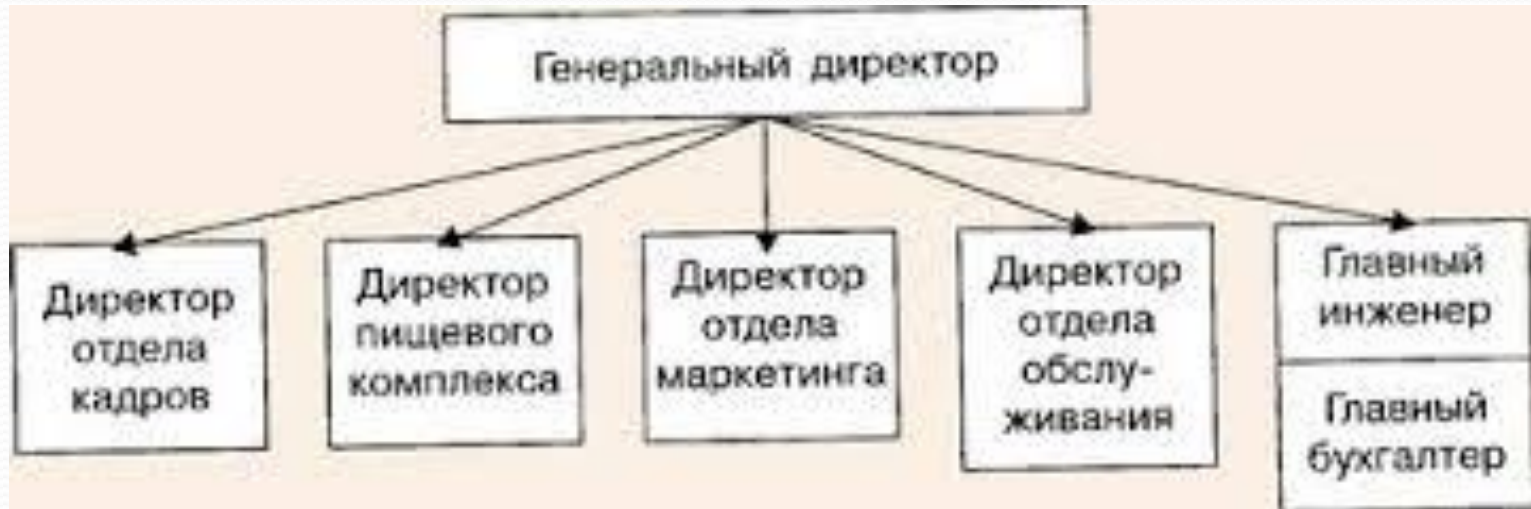 Генеральный директор
Директор
отдела
кадров
Директор
пищевого
комплекса
Директор
отдела
маркетинга
Директор
отдела
обслу-
живания
Главный
инженер
Главный
бухгалтер